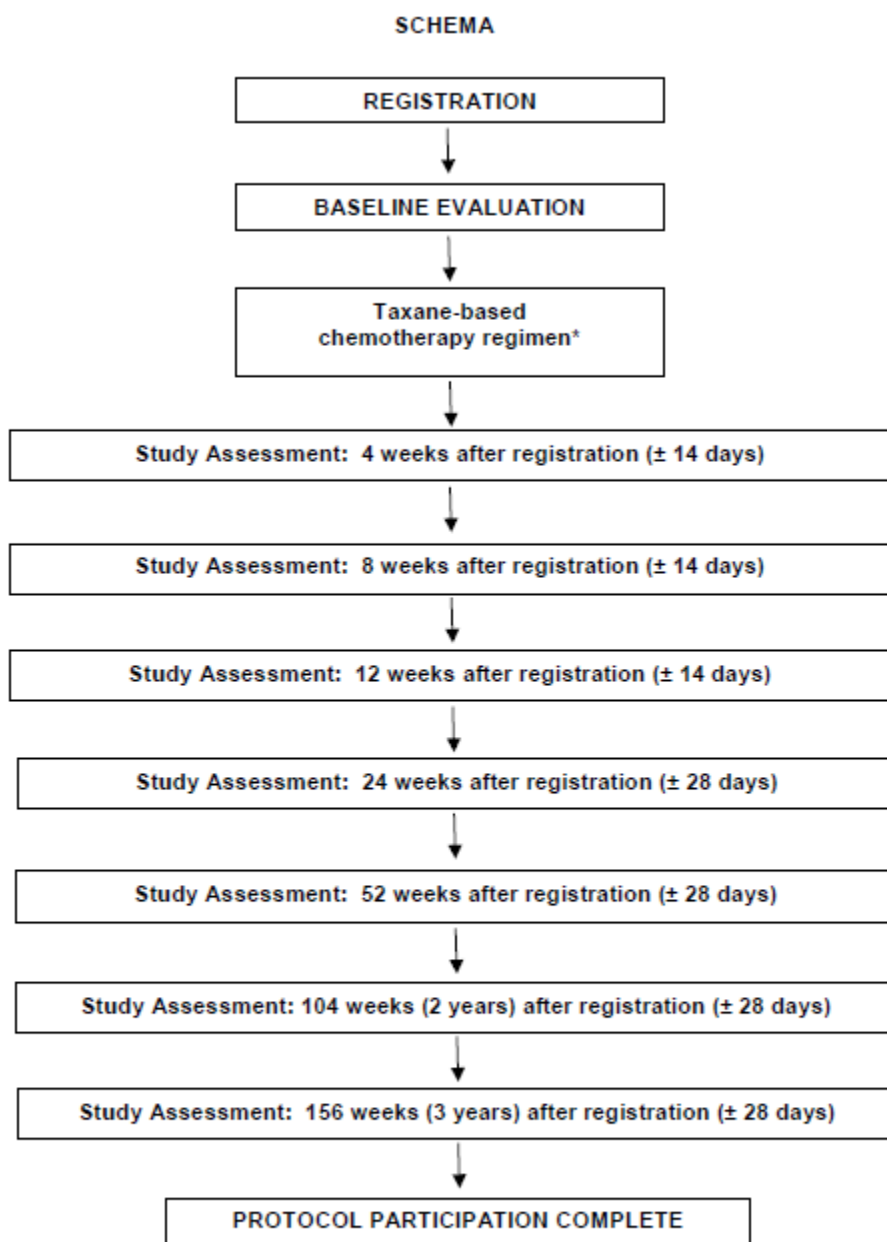 SCHEMA
REGISTRATION
BASELINE EVALUATION
Taxane-based
chemotherapy regimen*
Study Assessment: 4 weeks after registration (± 14 days)
Study Assessment: 8 weeks after registration (± 14 days)
Study Assessment: 12 weeks after registration (± 14 days)
Study Assessment: 24 weeks after registration (± 28 days)
Study Assessment: 52 weeks after registration (± 28 days)
Study Assessment: 104 weeks (2 years) after registration (± 28 days)
Study Assessment: 156 weeks (3 years) after registration (± 28 days)
PROTOCOL PARTICIPATION COMPLETE